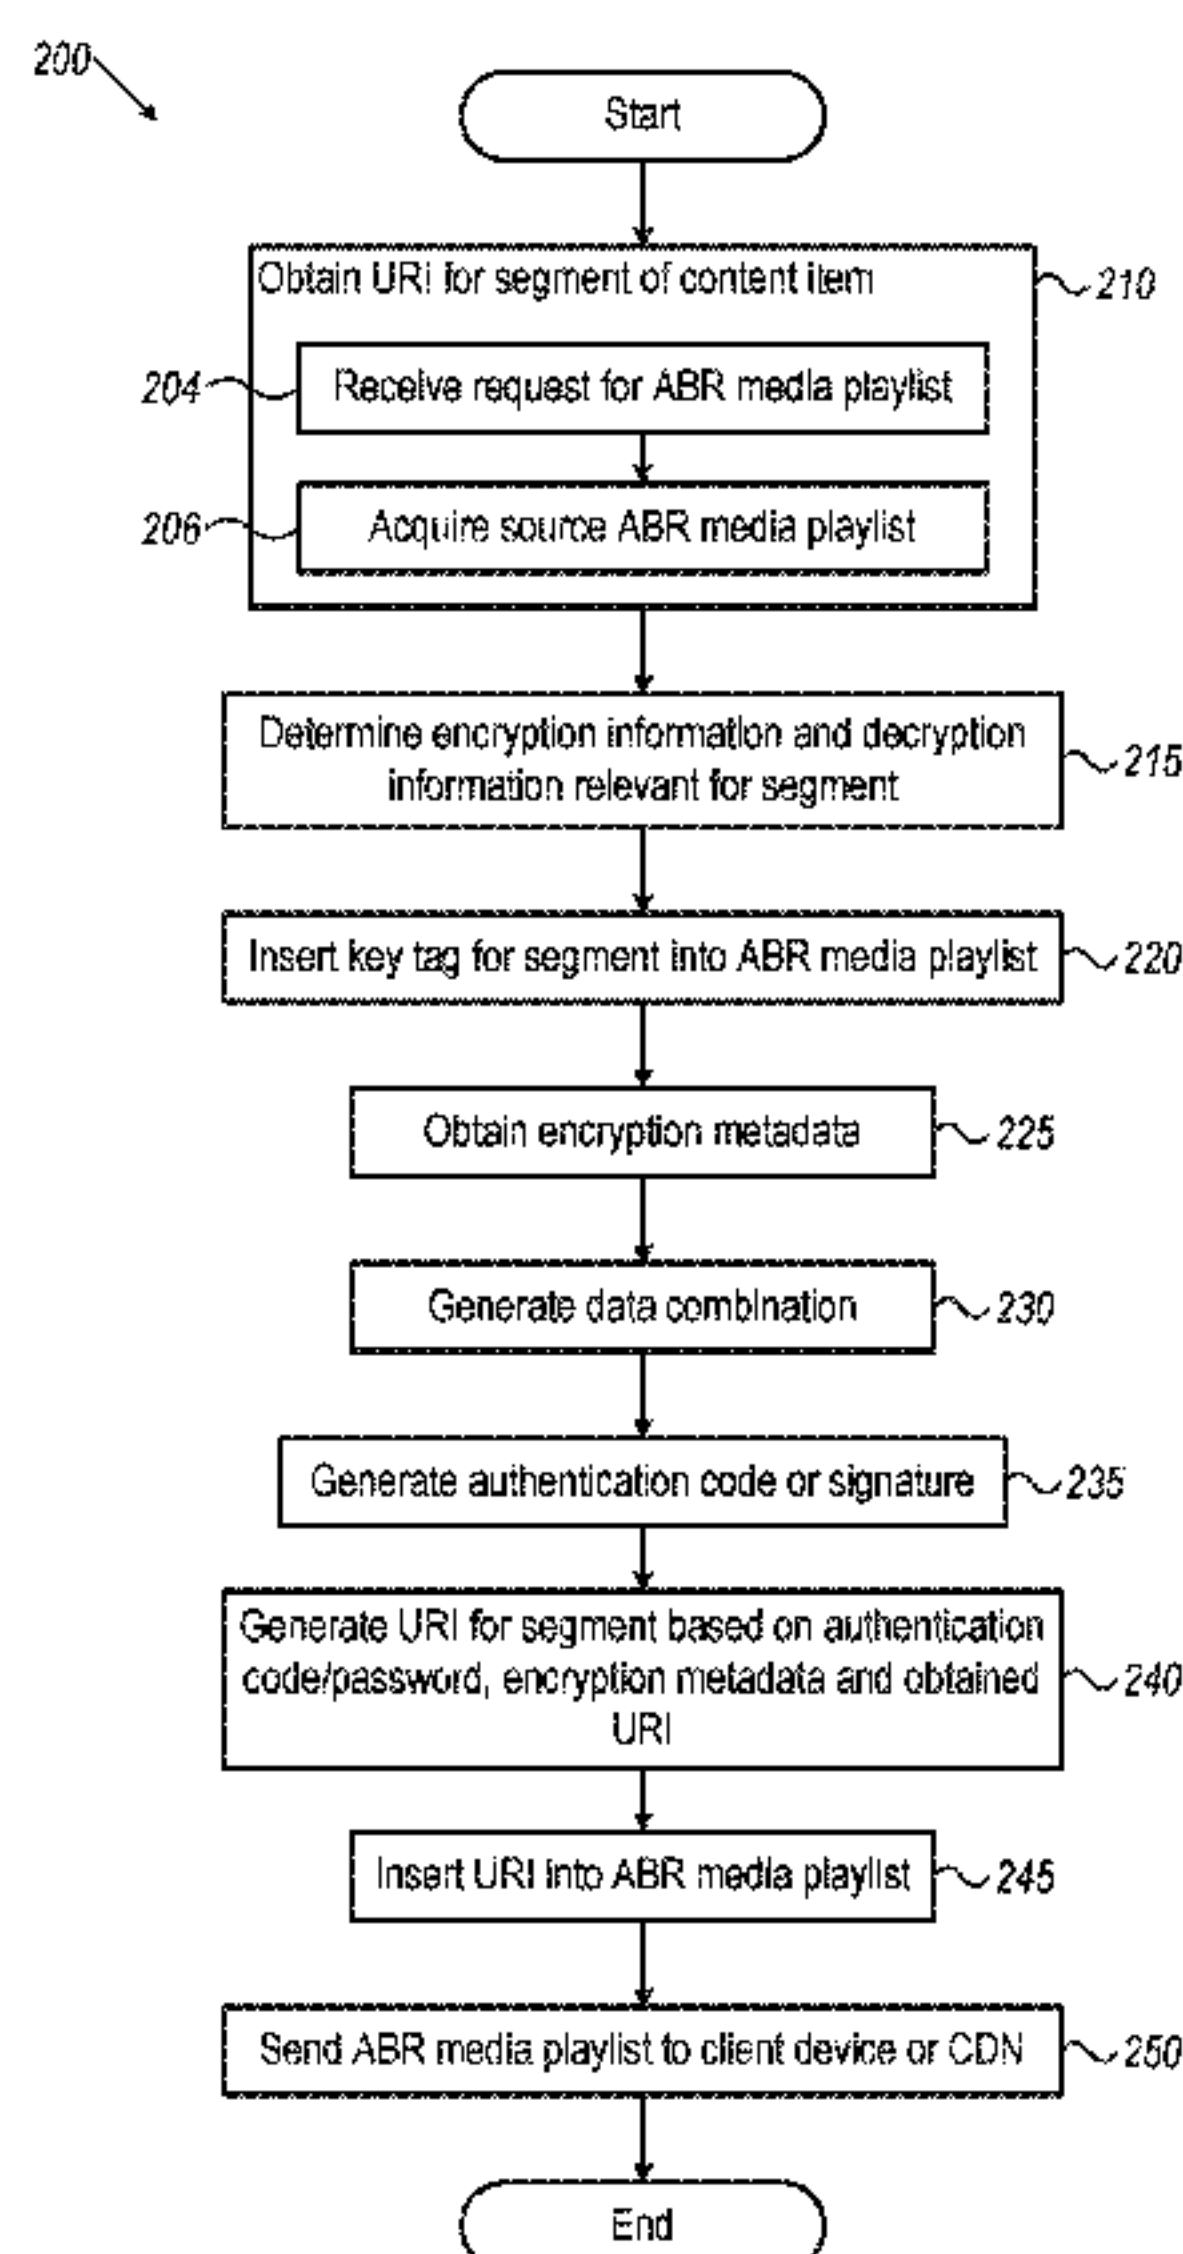 200
Start
Obtain URI for segment of content item
210
204
Receive request for ABR media playlist
206
Acquire source ABR media playlist
Determine encryption information and decryption
information relevant for segment
215
Insert key tag for segment into ABR media playlist
220
Obtain encryption metadata
225
Generate data combination
230
Generate authentication code or signature
235
Generate URI for segment based on authentication
code/password, encryption metadata and obtained
URI
240
Insert URI into ABR media playlist
245
Send ABR media playlist to client device or CDN
250
End